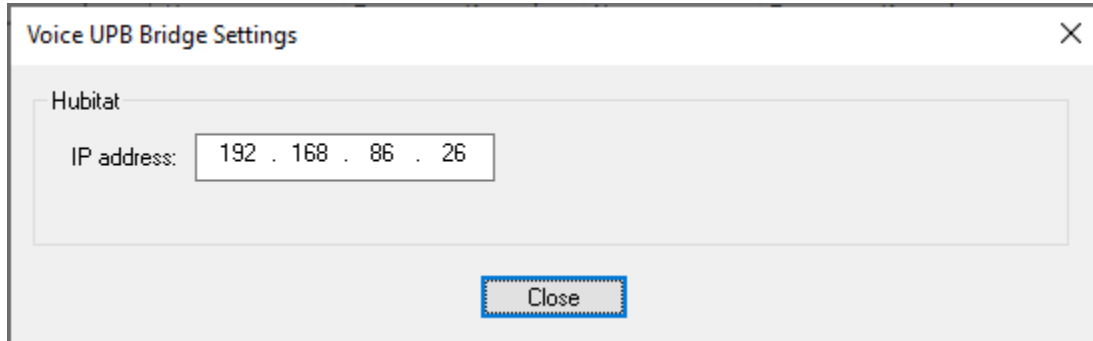 Voice UPB Bridge Settings
Hubitat
IP address: 192 . 168 . 86 . 26
Close